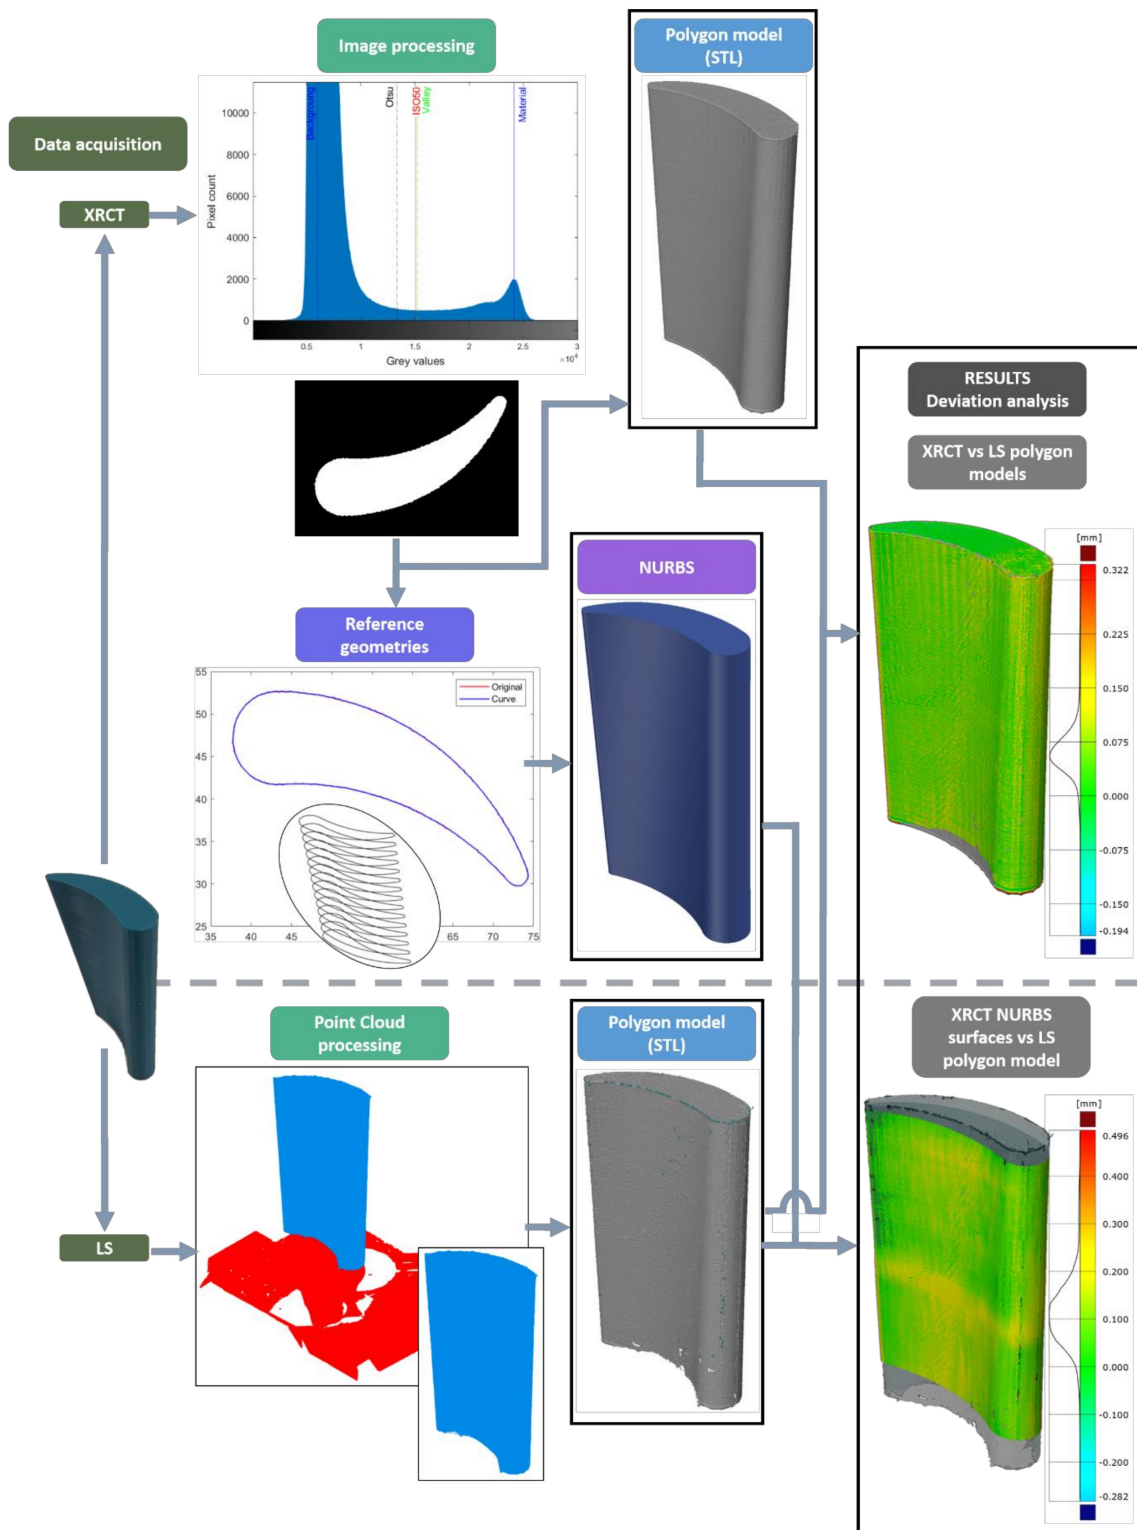 Image processing
Polygon model
(STL)
Data acquisition
XRCT
Pixel count
10000
8000
6000
4000
2000
0
Background
Otsu
ISO50
Valley
Material
0.5
1
1.5
2
2.5
3
×10⁴
Grey values
RESULTS
Deviation analysis
XRCT vs LS polygon
models
[mm]
0.322
0.225
0.150
0.075
0.000
-0.075
-0.150
-0.194
NURBS
Reference
geometries
55
50
45
40
35
30
25
35
45
55
65
72
75
Original
Curve
Point Cloud
processing
Polygon model
(STL)
LS
XRCT NURBS
surfaces vs LS
polygon model
[mm]
0.496
0.400
0.300
0.200
0.100
0.000
-0.100
-0.200
-0.282